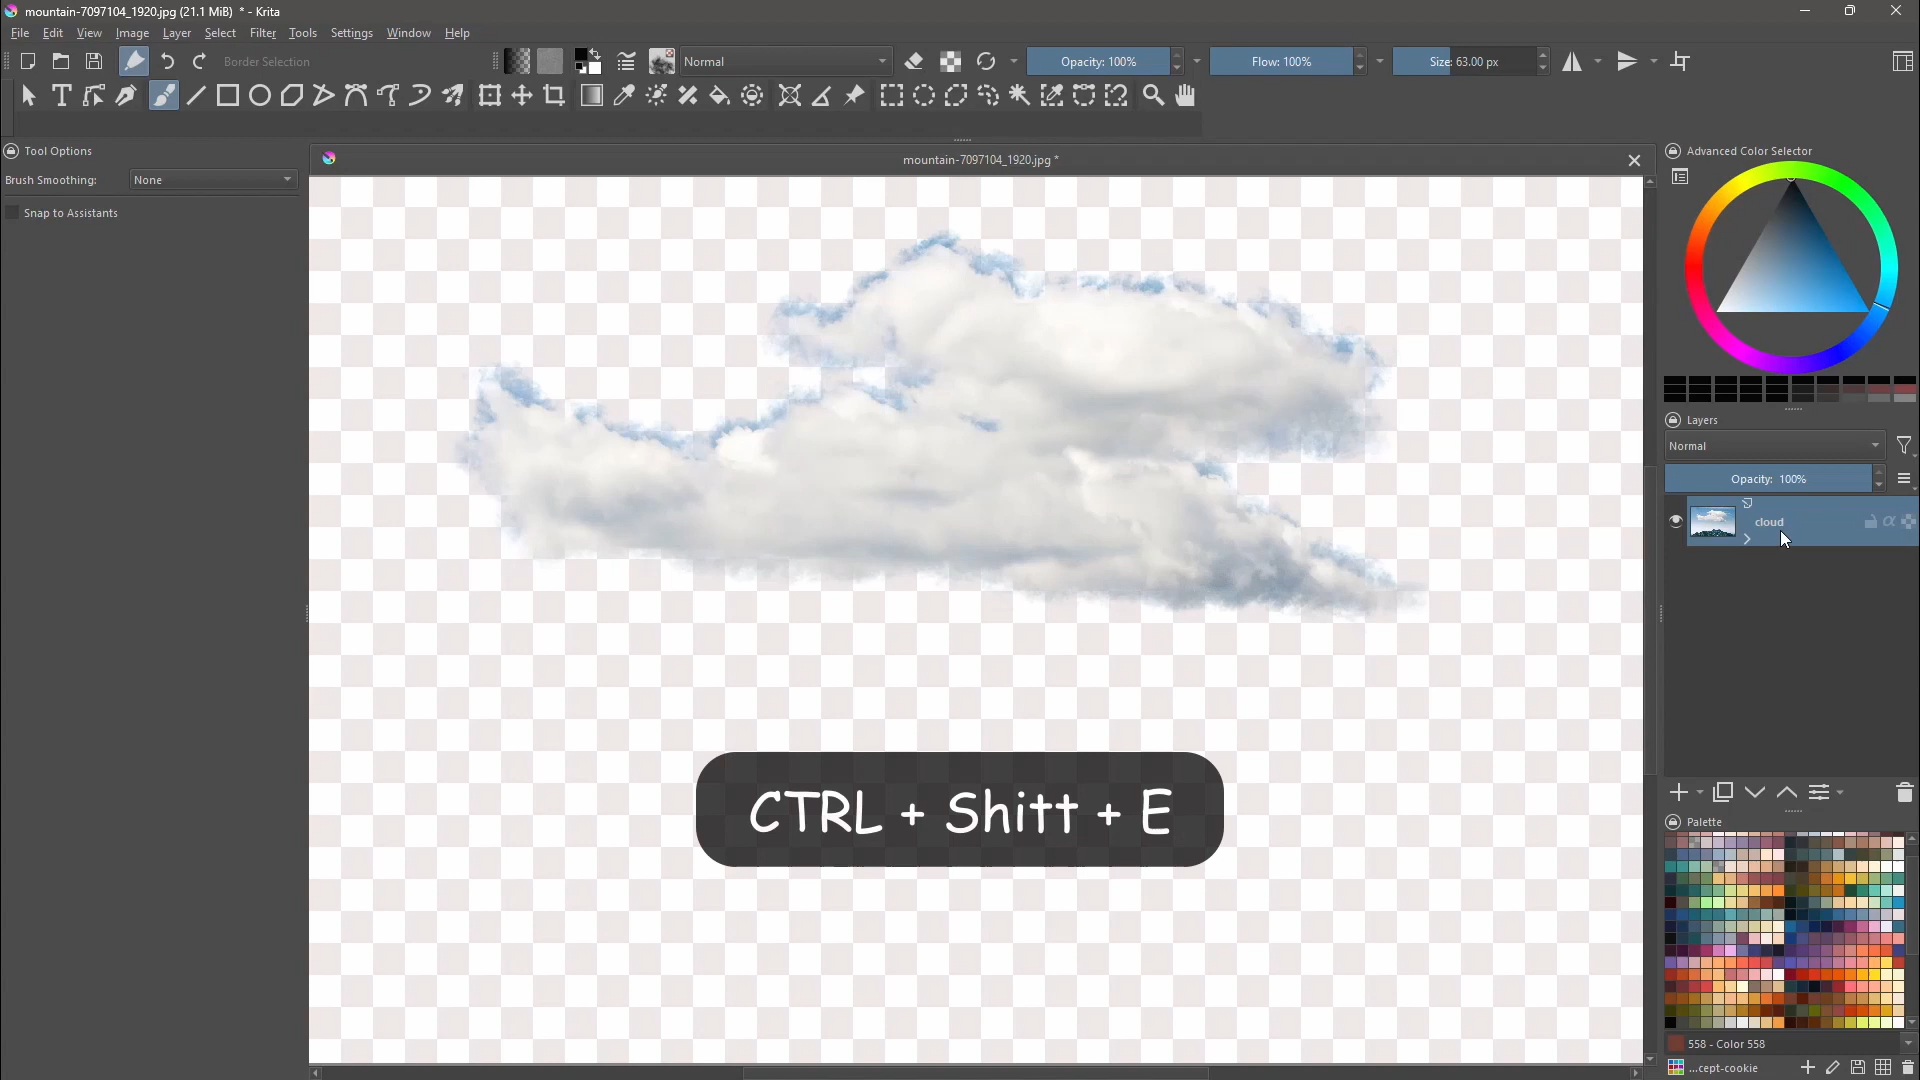 mountain-7097104_1920.jpg (21.1 MiB) * - Krita
File Edit View Image Layer Select Filter Tools Settings Window Help
Border Selection
Normal
Opacity: 100%
Flow: 100%
Size: 63.00 px
Tool Options
mountain-7097104_1920.jpg *
Advanced Color Selector
Brush Smoothing: None
Snap to Assistants
Layers
Normal
Opacity: 100%
cloud
CTRL + Shitt + E
Palette
558 - Color 558
...cept-cookie